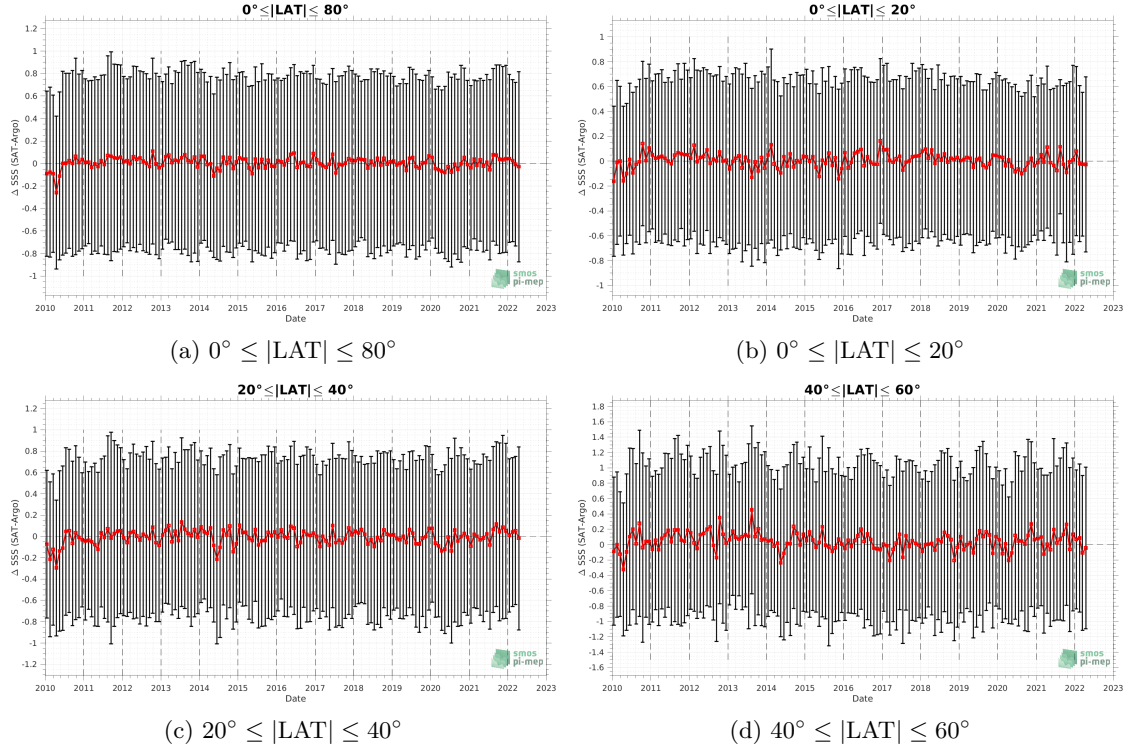 0°≤|LAT|≤ 80°
1.2
1
0.8
0.6
0.4
0.2
0
-0.2
-0.4
-0.6
-0.8
-1
Δ SSS (SAT-Argo)
smos
pi-mep
2010 2011 2012 2013 2014 2015 2016 2017 2018 2019 2020 2021 2022 2023
Date
(a) 0° ≤ |LAT| ≤ 80°
0°≤|LAT|≤ 20°
1
0.8
0.6
0.4
0.2
0
-0.2
-0.4
-0.6
-0.8
-1
Δ SSS (SAT-Argo)
smos
pi-mep
2010 2011 2012 2013 2014 2015 2016 2017 2018 2019 2020 2021 2022 2023
Date
(b) 0° ≤ |LAT| ≤ 20°
20°≤|LAT|≤ 40°
1.2
1
0.8
0.6
0.4
0.2
0
-0.2
-0.4
-0.6
-0.8
-1
-1.2
Δ SSS (SAT-Argo)
smos
pi-mep
2010 2011 2012 2013 2014 2015 2016 2017 2018 2019 2020 2021 2022 2023
Date
(c) 20° ≤ |LAT| ≤ 40°
40°≤|LAT|≤ 60°
1.8
1.6
1.4
1.2
1
0.8
0.6
0.4
0.2
0
-0.2
-0.4
-0.6
-0.8
-1
-1.2
-1.4
-1.6
Δ SSS (SAT-Argo)
smos
pi-mep
2010 2011 2012 2013 2014 2015 2016 2017 2018 2019 2020 2021 2022 2023
Date
(d) 40° ≤ |LAT| ≤ 60°